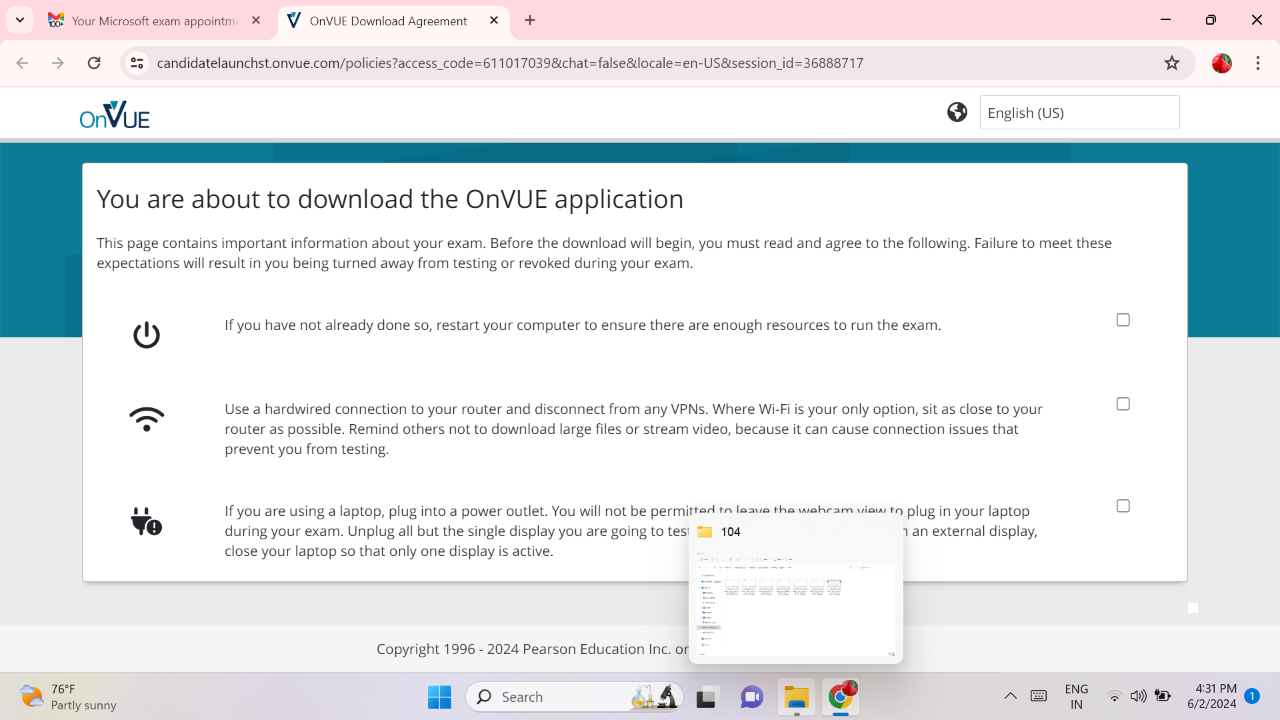 Your Microsoft exam appointm
OnVUE Download Agreement
candidatelaunchst.onvue.com/policies?access_code=611017039&chat=false&locale=en-US&session_id=36888717
OnVUE
English (US)
You are about to download the OnVUE application
This page contains important information about your exam. Before the download will begin, you must read and agree to the following. Failure to meet these
expectations will result in you being turned away from testing or revoked during your exam.
If you have not already done so, restart your computer to ensure there are enough resources to run the exam.
Use a hardwired connection to your router and disconnect from any VPNs. Where Wi-Fi is your only option, sit as close to your
router as possible. Remind others not to download large files or stream video, because it can cause connection issues that
prevent you from testing.
If you are using a laptop, plug into a power outlet. You will not be permitted to leave the webcam view to plug in your laptop
during your exam. Unplug all but the single display you are going to test an external display,
close your laptop so that only one display is active.
104
Copyright 1996 - 2024 Pearson Education Inc. or
76°F
Partly sunny
Search
ENG
IN
4:31 PM
6/2/2024
1